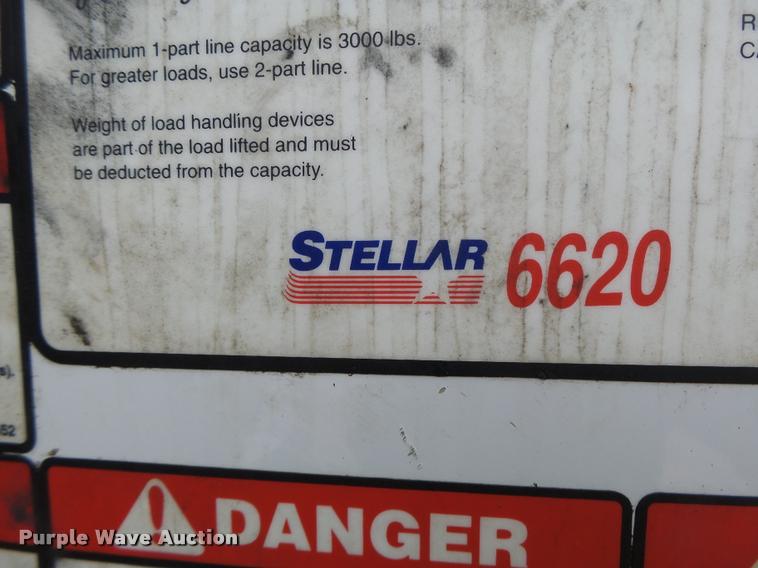 Maximum 1-part line capacity is 3000 lbs.
For greater loads, use 2-part line.
Weight of load handling devices
are part of the load lifted and must
be deducted from the capacity.
STELLAR 6620
DANGER
Purple Wave Auction